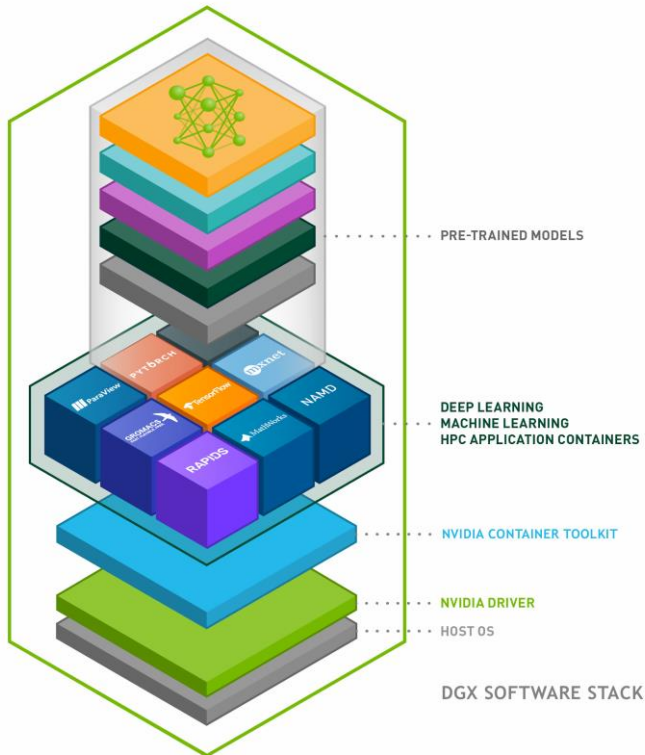 PRE-TRAINED MODELS
PYTORCH
mxnet
ParaView
TensorFlow
NAMD
GROMACS
MathWorks
RAPIDS
DEEP LEARNING
MACHINE LEARNING
HPC APPLICATION CONTAINERS
NVIDIA CONTAINER TOOLKIT
NVIDIA DRIVER
HOST OS
DGX SOFTWARE STACK